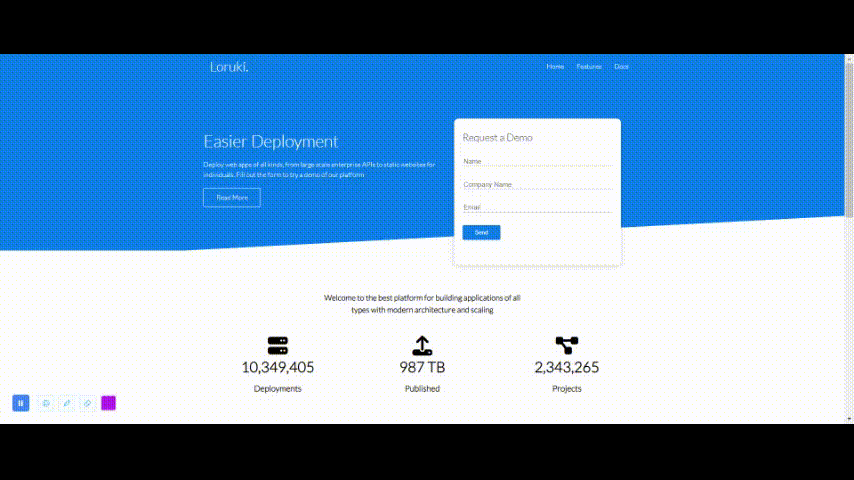 Loruki.
Home Features Docs
Easier Deployment
Deploy web apps of all kinds, from large scale enterprise APIs to static websites for
individuals. Fill out the form to try a demo of our platform
Read More
Request a Demo
Name
Company Name
Email
Send
Welcome to the best platform for building applications of all
types with modern architecture and scaling
10,349,405
Deployments
987 TB
Published
2,343,265
Projects